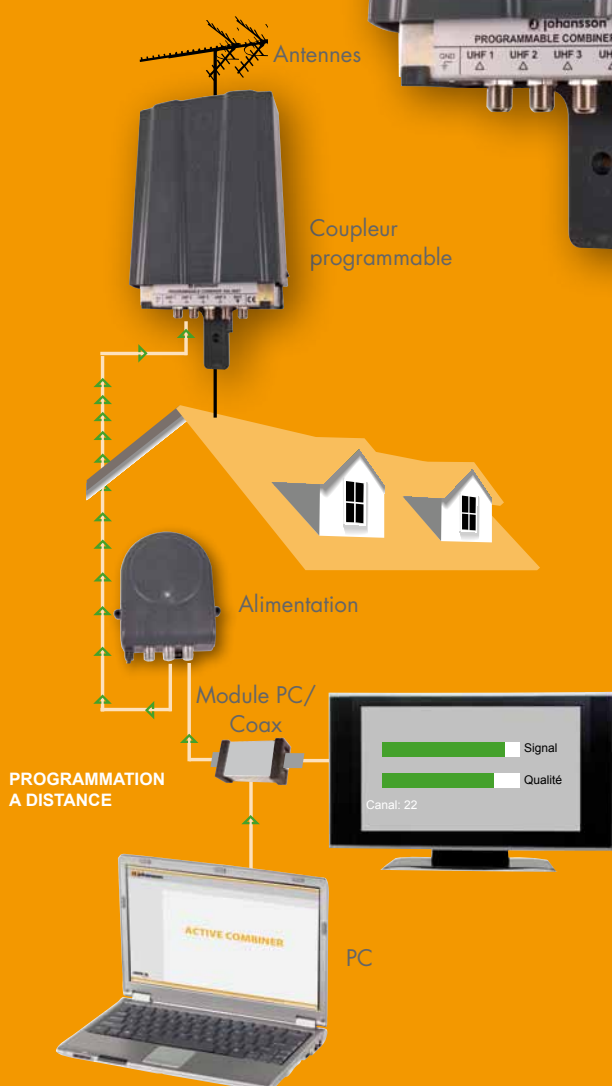 johansson
PROGRAMMABLE COMBINER
GND UHF 1 UHF 2 UHF 3
Antennes
Coupleur
programmable
Alimentation
Module PC/
Coax
PROGRAMMATION
A DISTANCE
Signal
Qualité
Canal: 22
johansson
ACTIVE COMBINER
PC